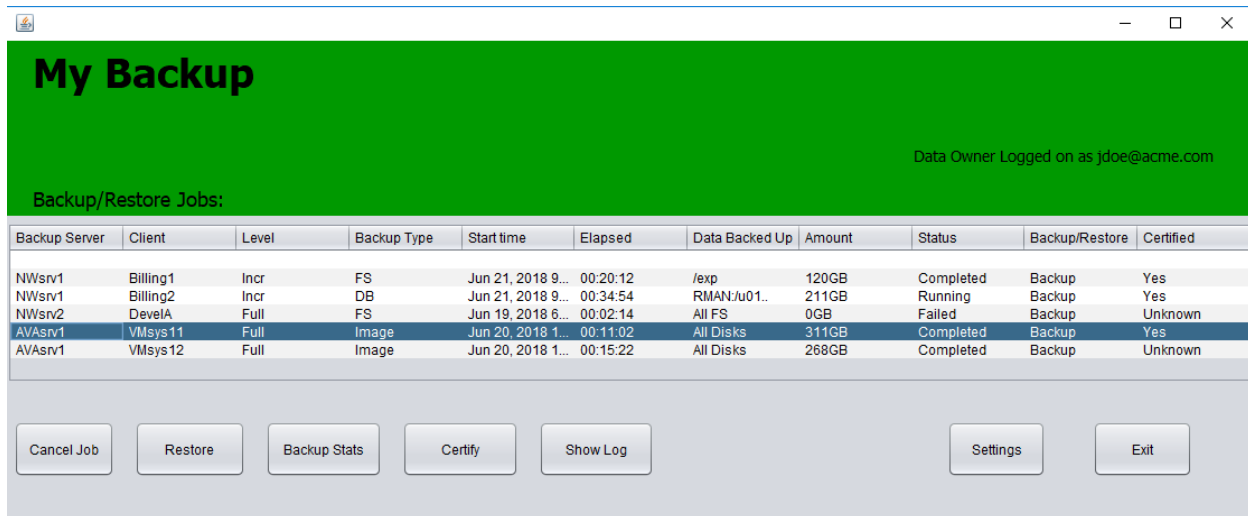 My Backup
Data Owner Logged on as jdoe@acme.com
Backup/Restore Jobs:
Backup Server Client Level Backup Type Start time Elapsed Data Backed Up Amount Status Backup/Restore Certified
NWsrv1 Billing1 Incr FS Jun 21, 2018 9... 00:20:12 /exp 120GB Completed Backup Yes
NWsrv1 Billing2 Incr DB Jun 21, 2018 9... 00:34:54 RMAN:/u01.. 211GB Running Backup Yes
NWsrv2 DevelA Full FS Jun 19, 2018 6... 00:02:14 All FS 0GB Failed Backup Unknown
AVAsrv1 VMsys11 Full Image Jun 20, 2018 1... 00:11:02 All Disks 311GB Completed Backup Yes
AVAsrv1 VMsys12 Full Image Jun 20, 2018 1... 00:15:22 All Disks 268GB Completed Backup Unknown
Cancel Job Restore Backup Stats Certify Show Log Settings Exit